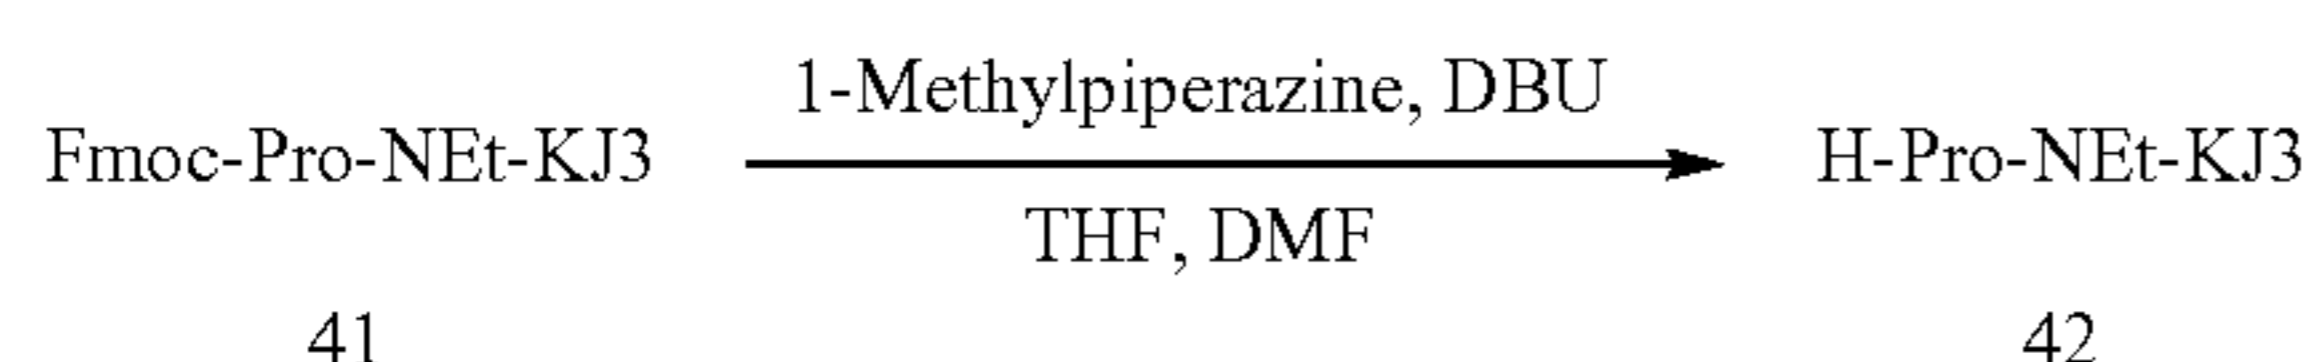 1-Methylpiperazine, DBU
Fmoc-Pro-NEt-KJ3 H-Pro-NEt-KJ3
THF, DMF
41 42